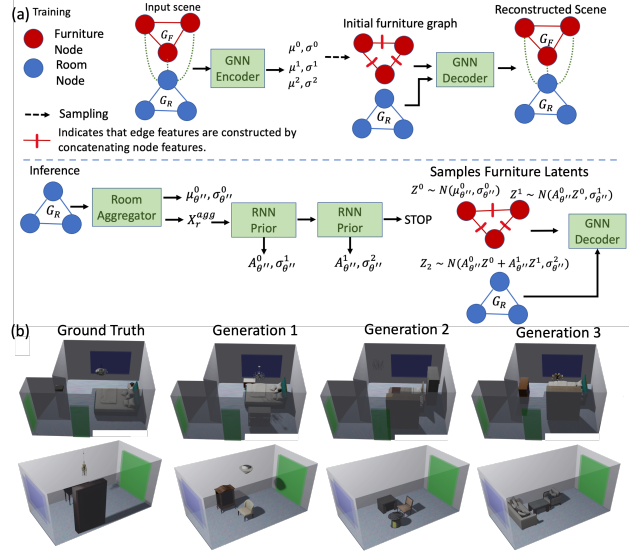 (a)
Training
Furniture
Node
Room
Node
Input scene
G_F
G_R
GNN
Encoder
μ^0, σ^0
μ^1, σ^1
μ^2, σ^2
Initial furniture graph
G_R
GNN
Decoder
Reconstructed Scene
G_F
G_R
Sampling
Indicates that edge features are constructed by
concatenating node features.
Inference
G_R
Room
Aggregator
μ^0_θ'', σ^0_θ''
X_r^agg
RNN
Prior
RNN
Prior
STOP
A^0_θ'', σ^1_θ''
A^1_θ'', σ^2_θ''
Samples Furniture Latents
Z^0 ~ N(μ^0_θ'', σ^0_θ'')
Z^1 ~ N(A^0_θ''Z^0, σ^1_θ'')
GNN
Decoder
Z_2 ~ N(A^0_θ''Z^0 + A^1_θ''Z^1, σ^2_θ'')
G_R
(b)
Ground Truth
Generation 1
Generation 2
Generation 3